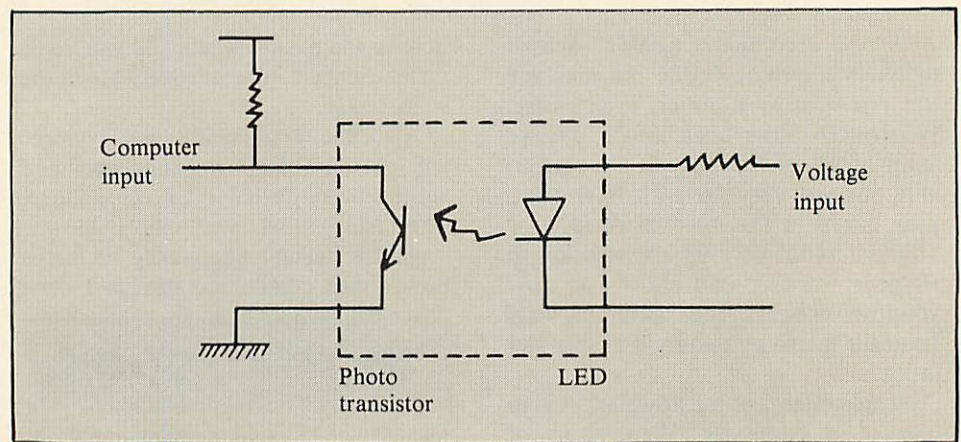 Computer
input
Voltage
input
Photo
transistor
LED